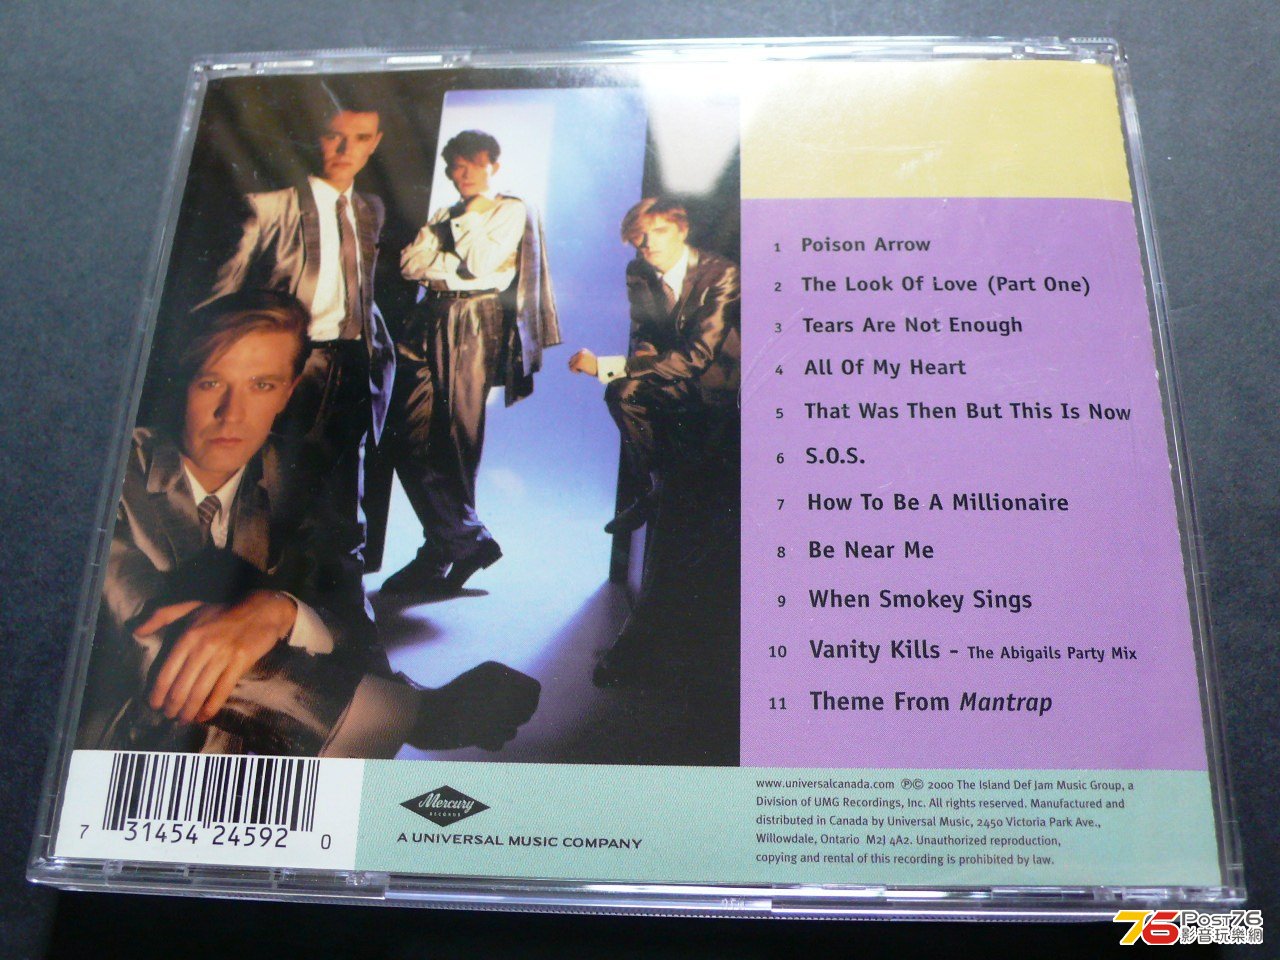 1 Poison Arrow
2 The Look Of Love (Part One)
3 Tears Are Not Enough
4 All Of My Heart
5 That Was Then But This Is Now
6 S.O.S.
7 How To Be A Millionaire
8 Be Near Me
9 When Smokey Sings
10 Vanity Kills - The Abigails Party Mix
11 Theme From Mantrap
7 31454 24592 0
Mercury
RECORDS
A UNIVERSAL MUSIC COMPANY
www.universalcanada.com ℗© 2000 The Island Def Jam Music Group, a
Division of UMG Recordings, Inc. All rights reserved. Manufactured and
distributed in Canada by Universal Music, 2450 Victoria Park Ave.,
Willowdale, Ontario M2J 4A2. Unauthorized reproduction,
copying and rental of this recording is prohibited by law.
76 Post76
影音玩樂網